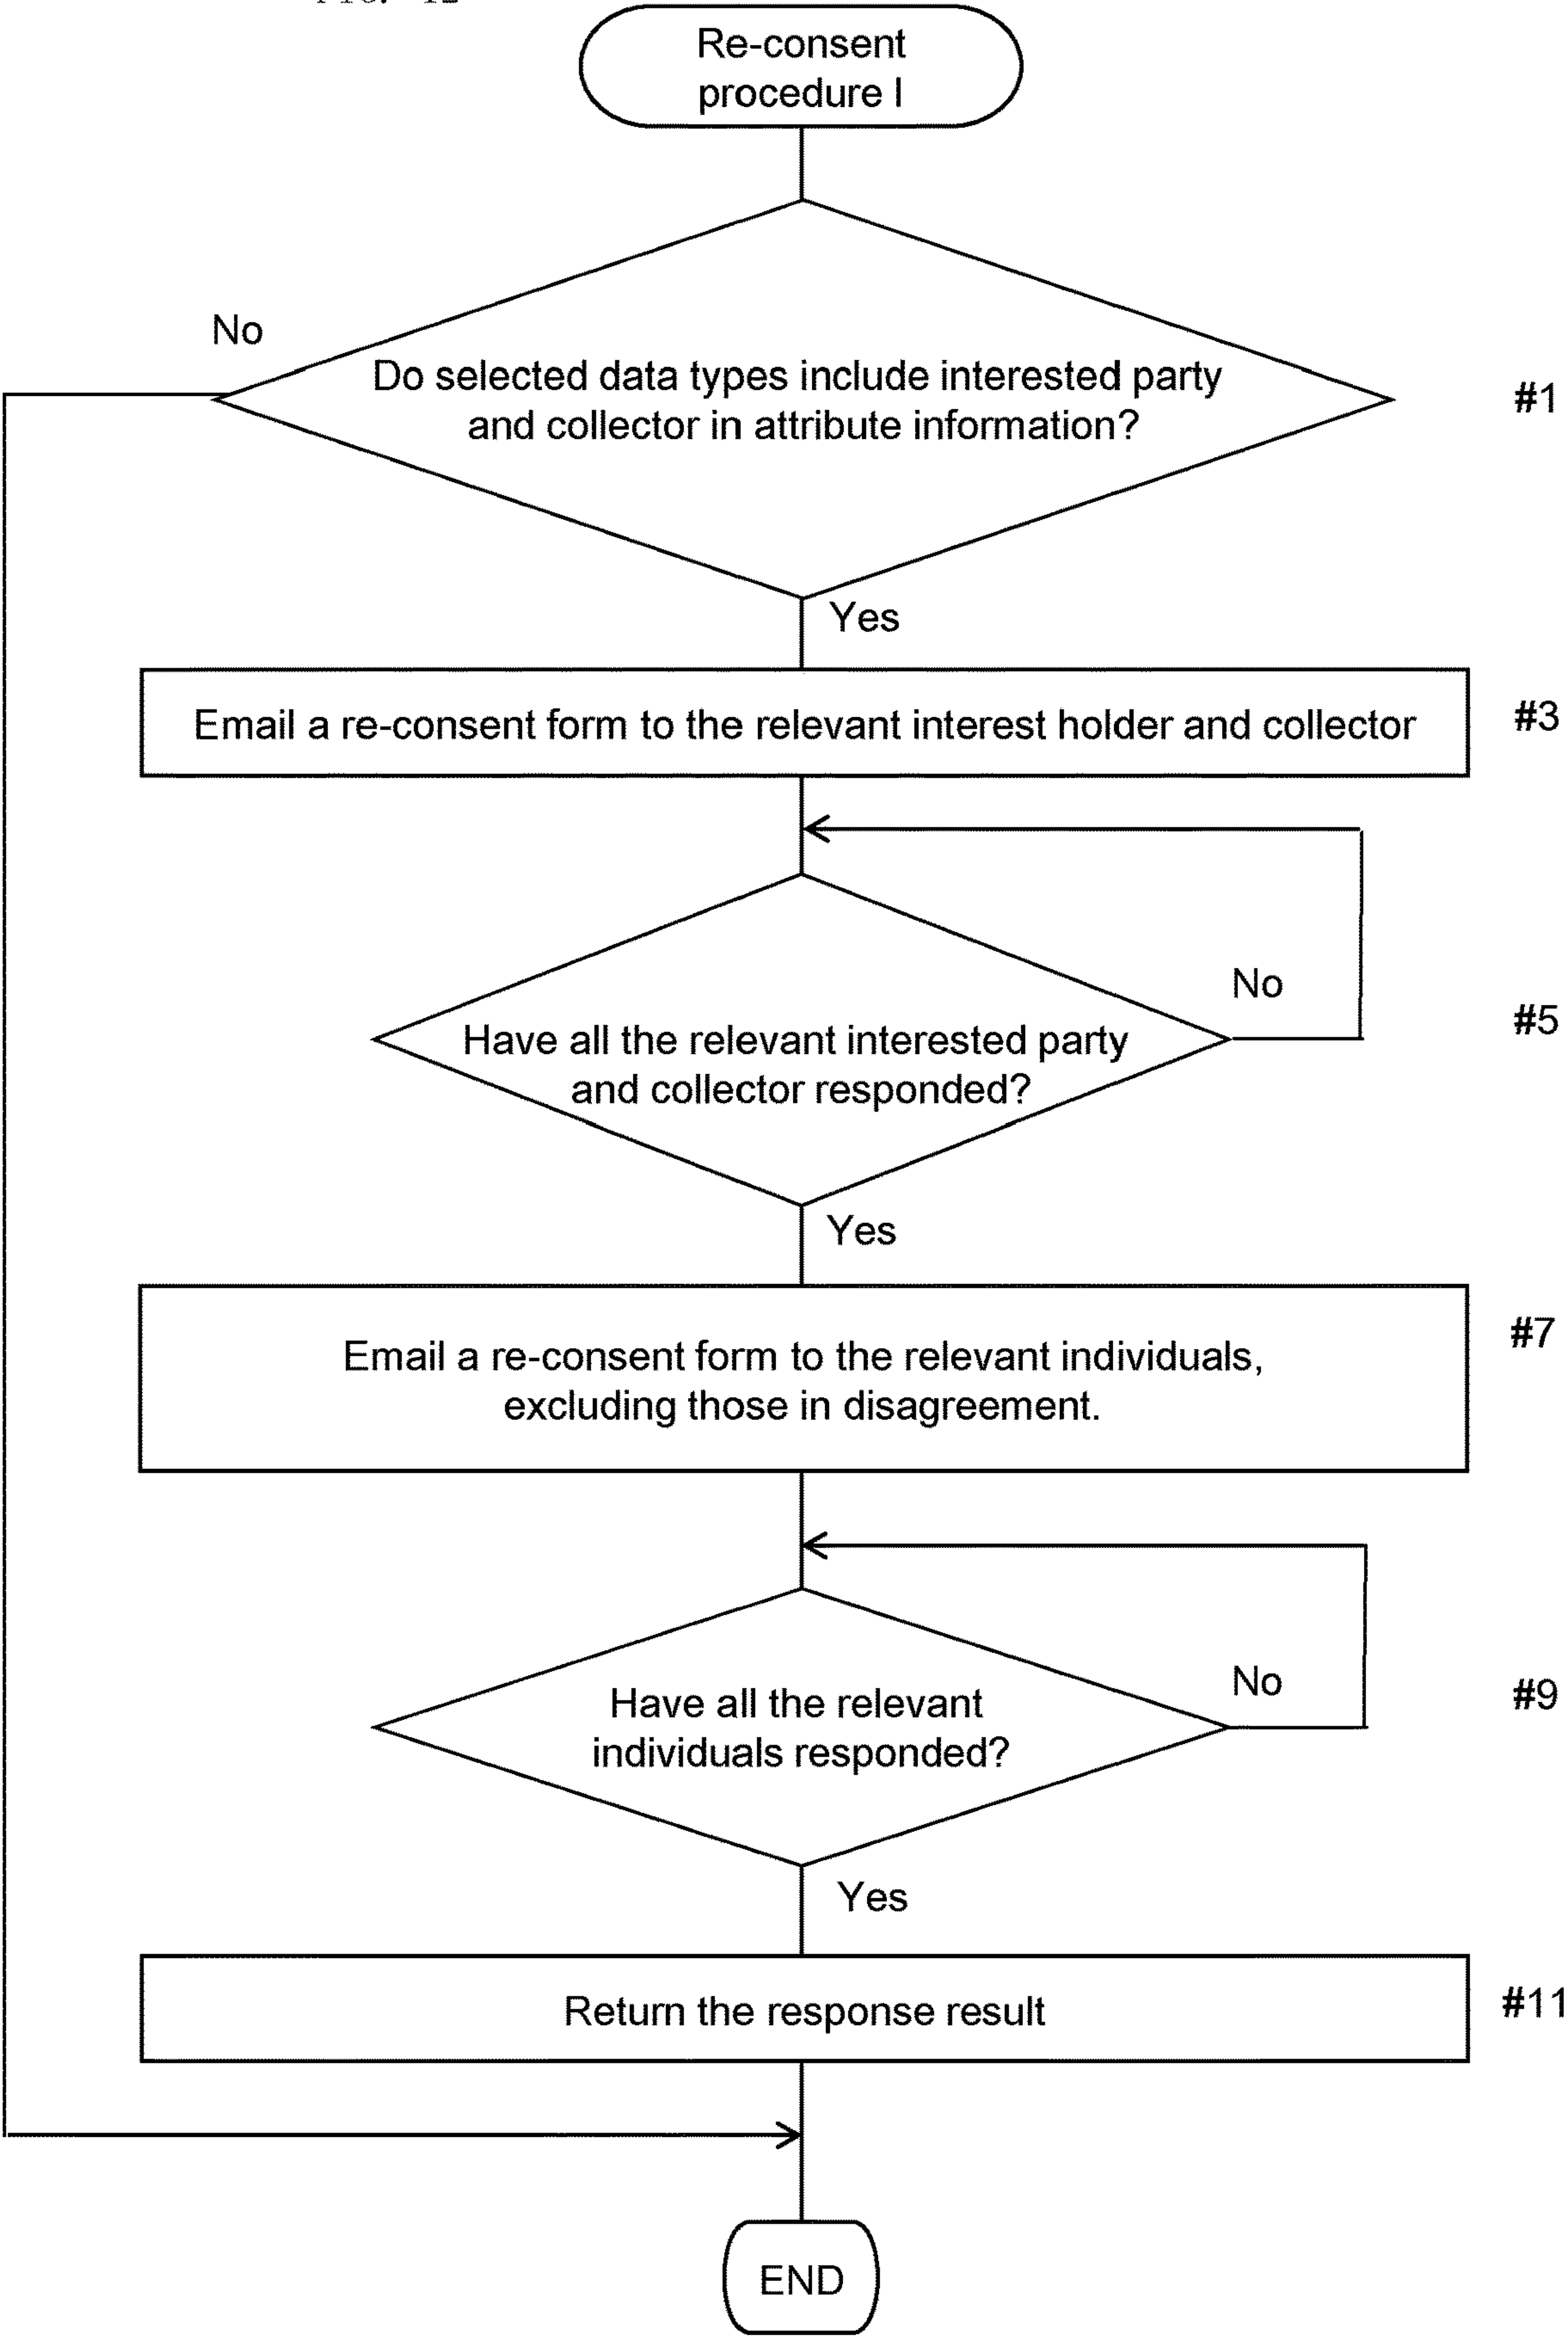 Re-consent
procedure I
No
Do selected data types include interested party
and collector in attribute information?
#1
Yes
Email a re-consent form to the relevant interest holder and collector
#3
No
Have all the relevant interested party
and collector responded?
#5
Yes
Email a re-consent form to the relevant individuals,
excluding those in disagreement.
#7
No
Have all the relevant
individuals responded?
#9
Yes
Return the response result
#11
END